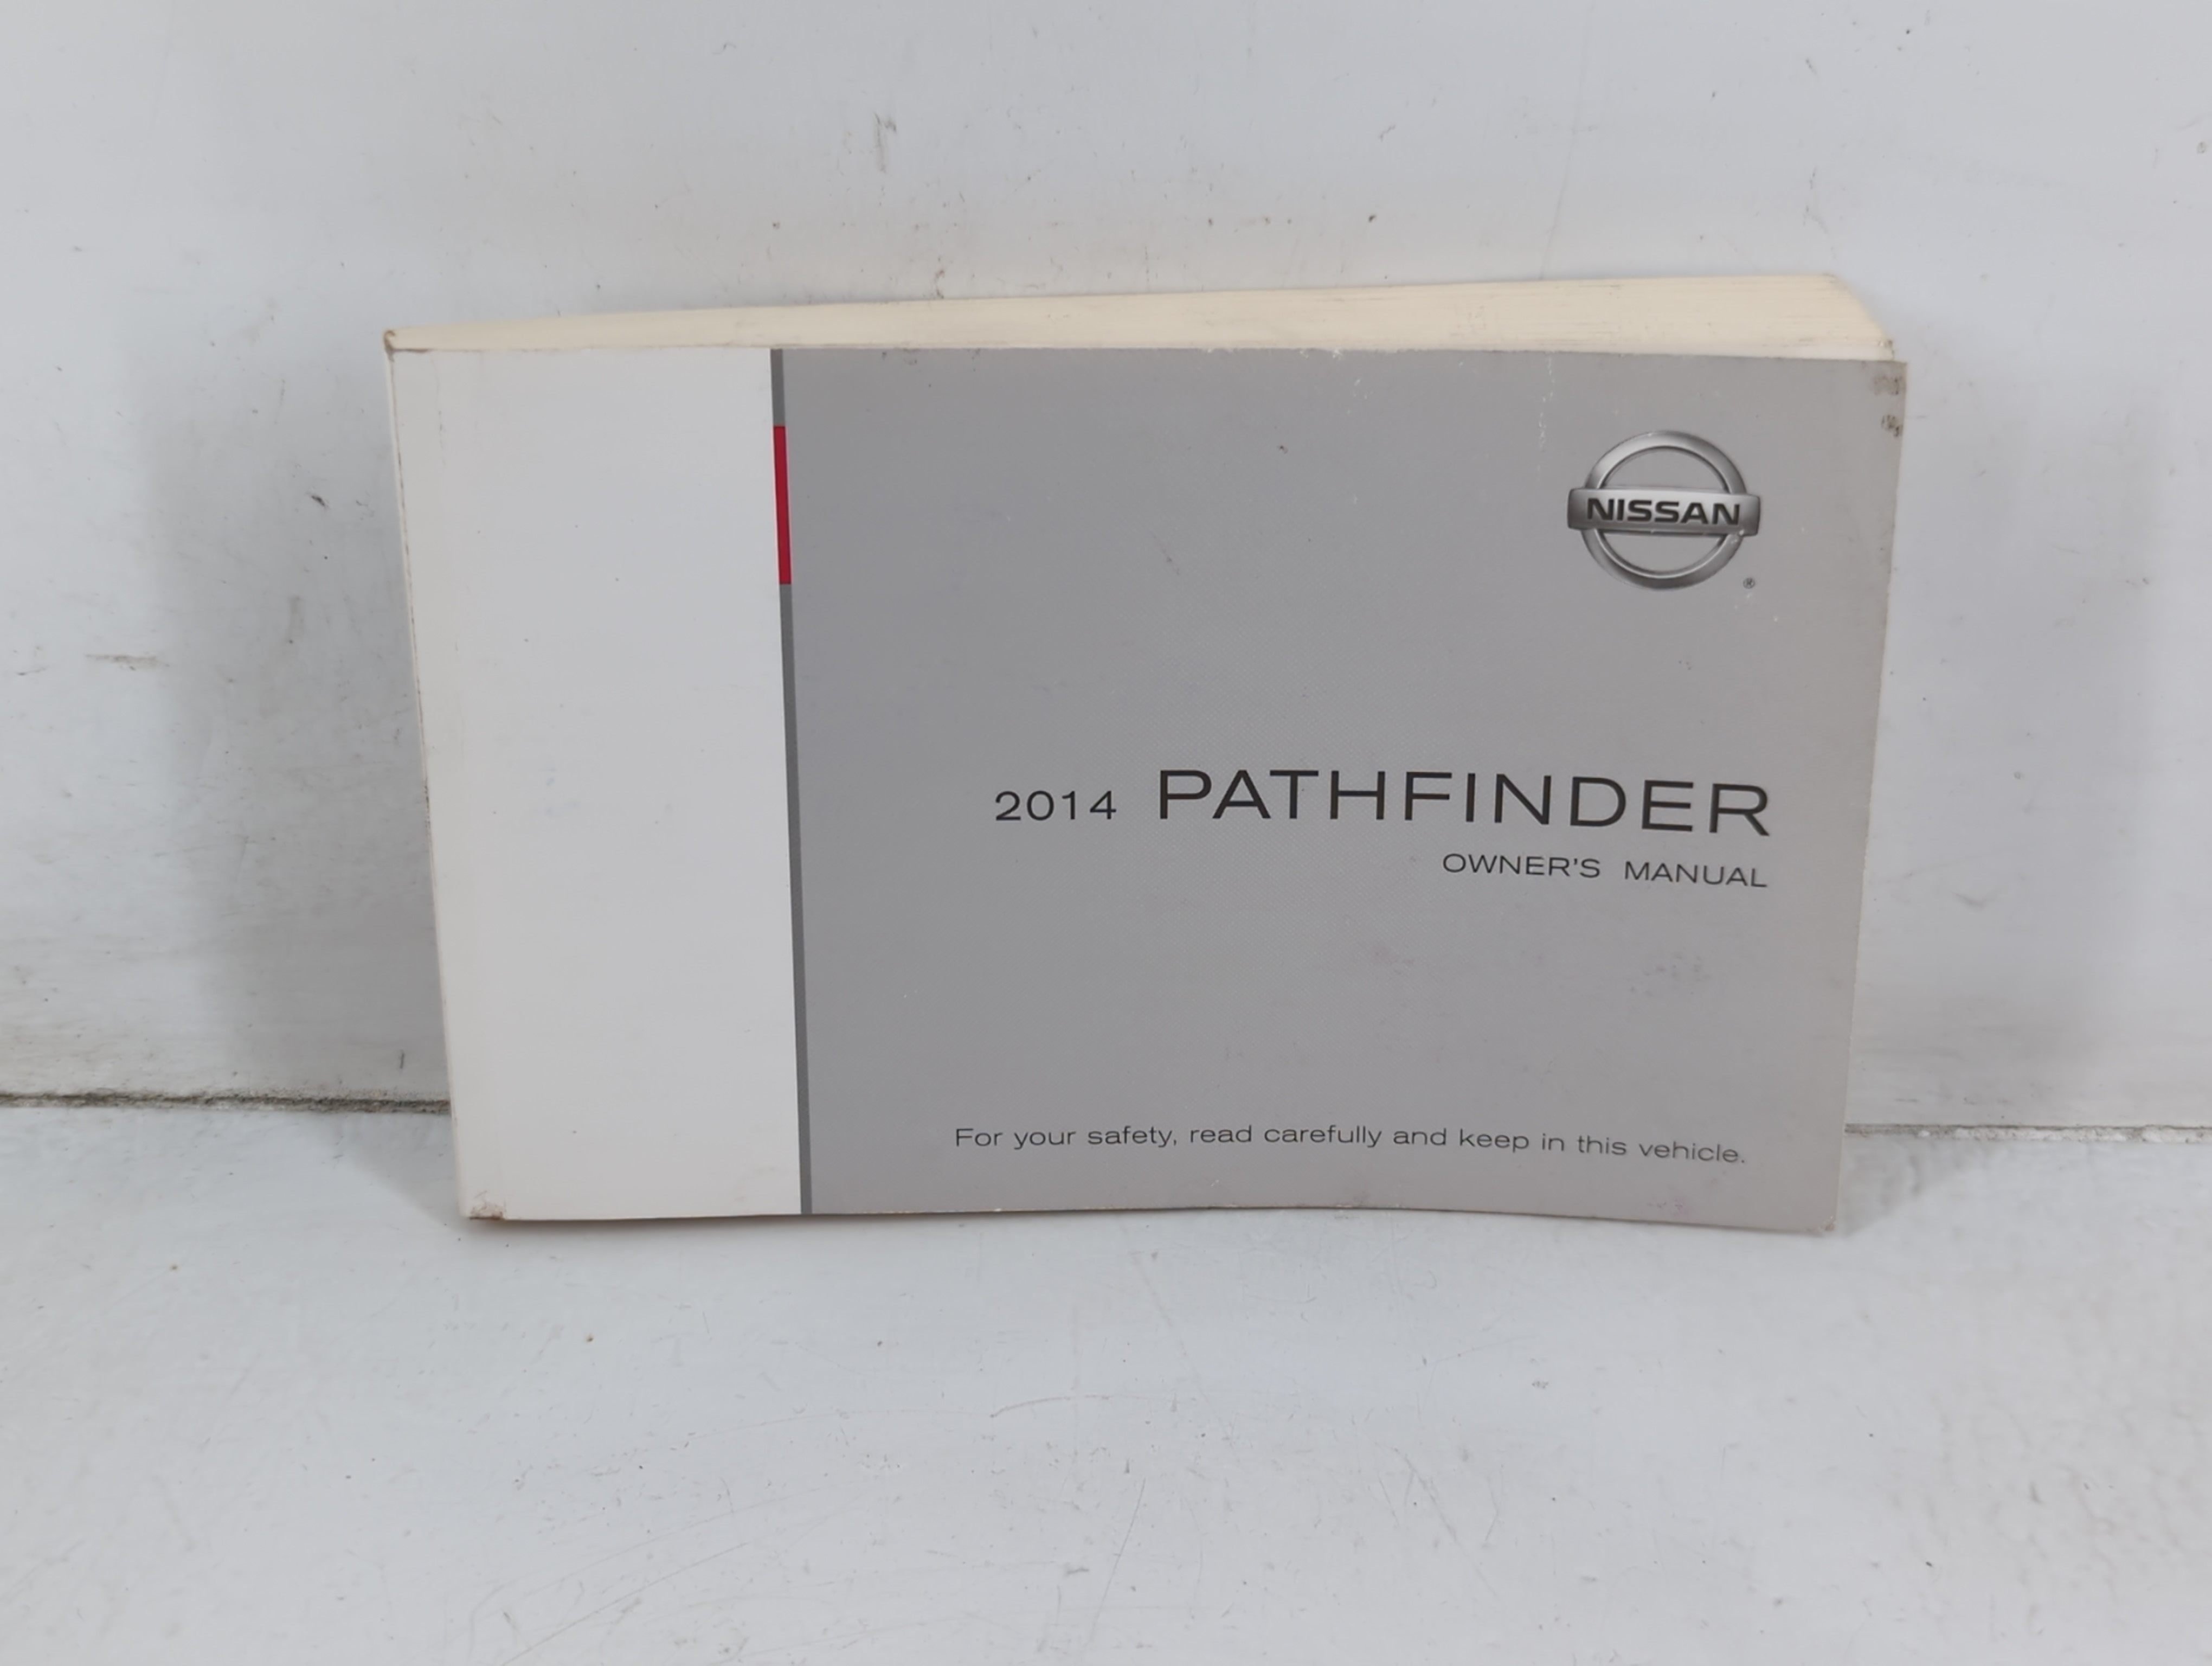 NISSAN
®
2014 PATHFINDER
OWNER'S MANUAL
For your safety, read carefully and keep in this vehicle.